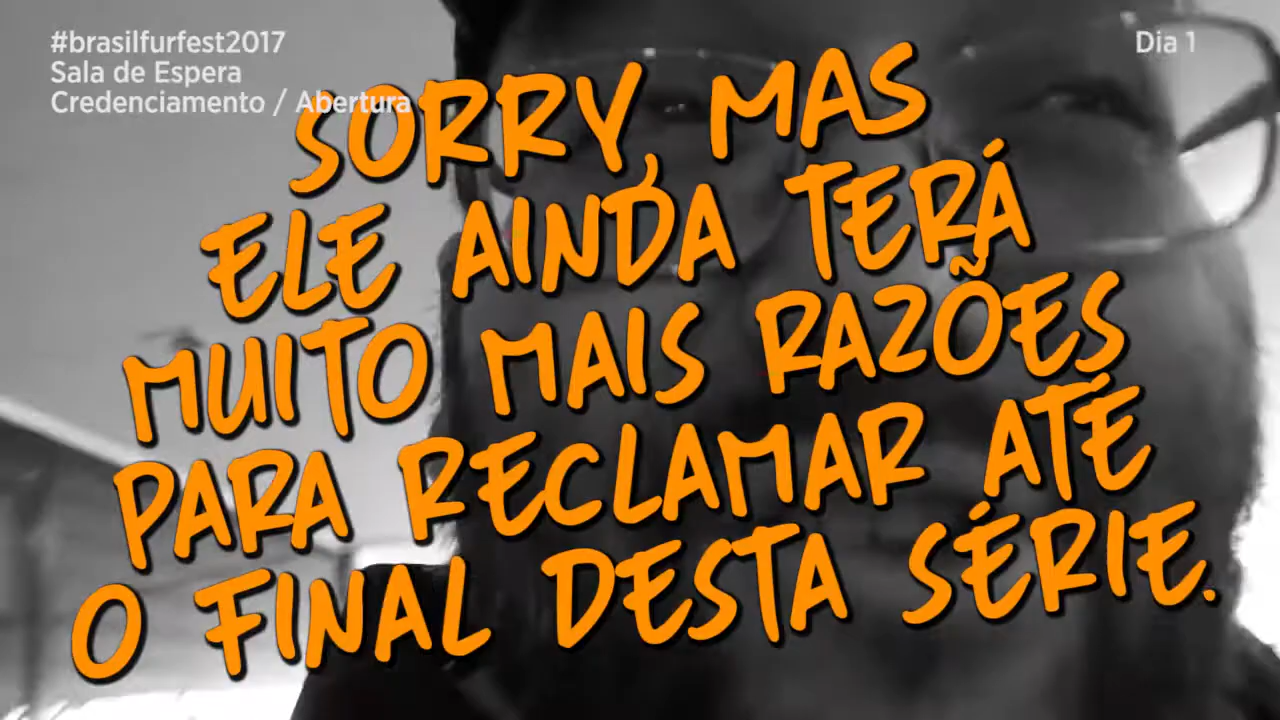 #brasilfurfest2017
Sala de Espera
Credenciamento / Abertura
Dia 1
SORRY, MAS
ELE AINDA TERÁ
MUITO MAIS RAZÕES
PARA RECLAMAR ATÉ
O FINAL DESTA SÉRIE.